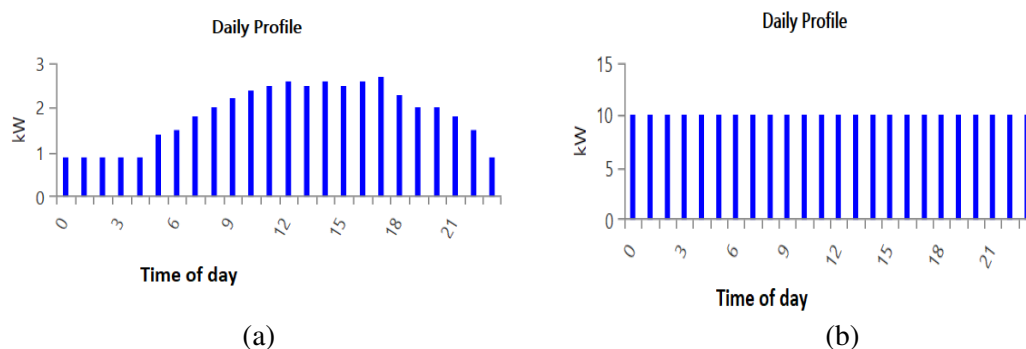 Daily Profile
3
2
1
0
kW
0 3 6 9 12 15 18 21
Time of day
(a)
Daily Profile
15
10
5
0
kW
0 3 6 9 12 15 18 21
Time of day
(b)